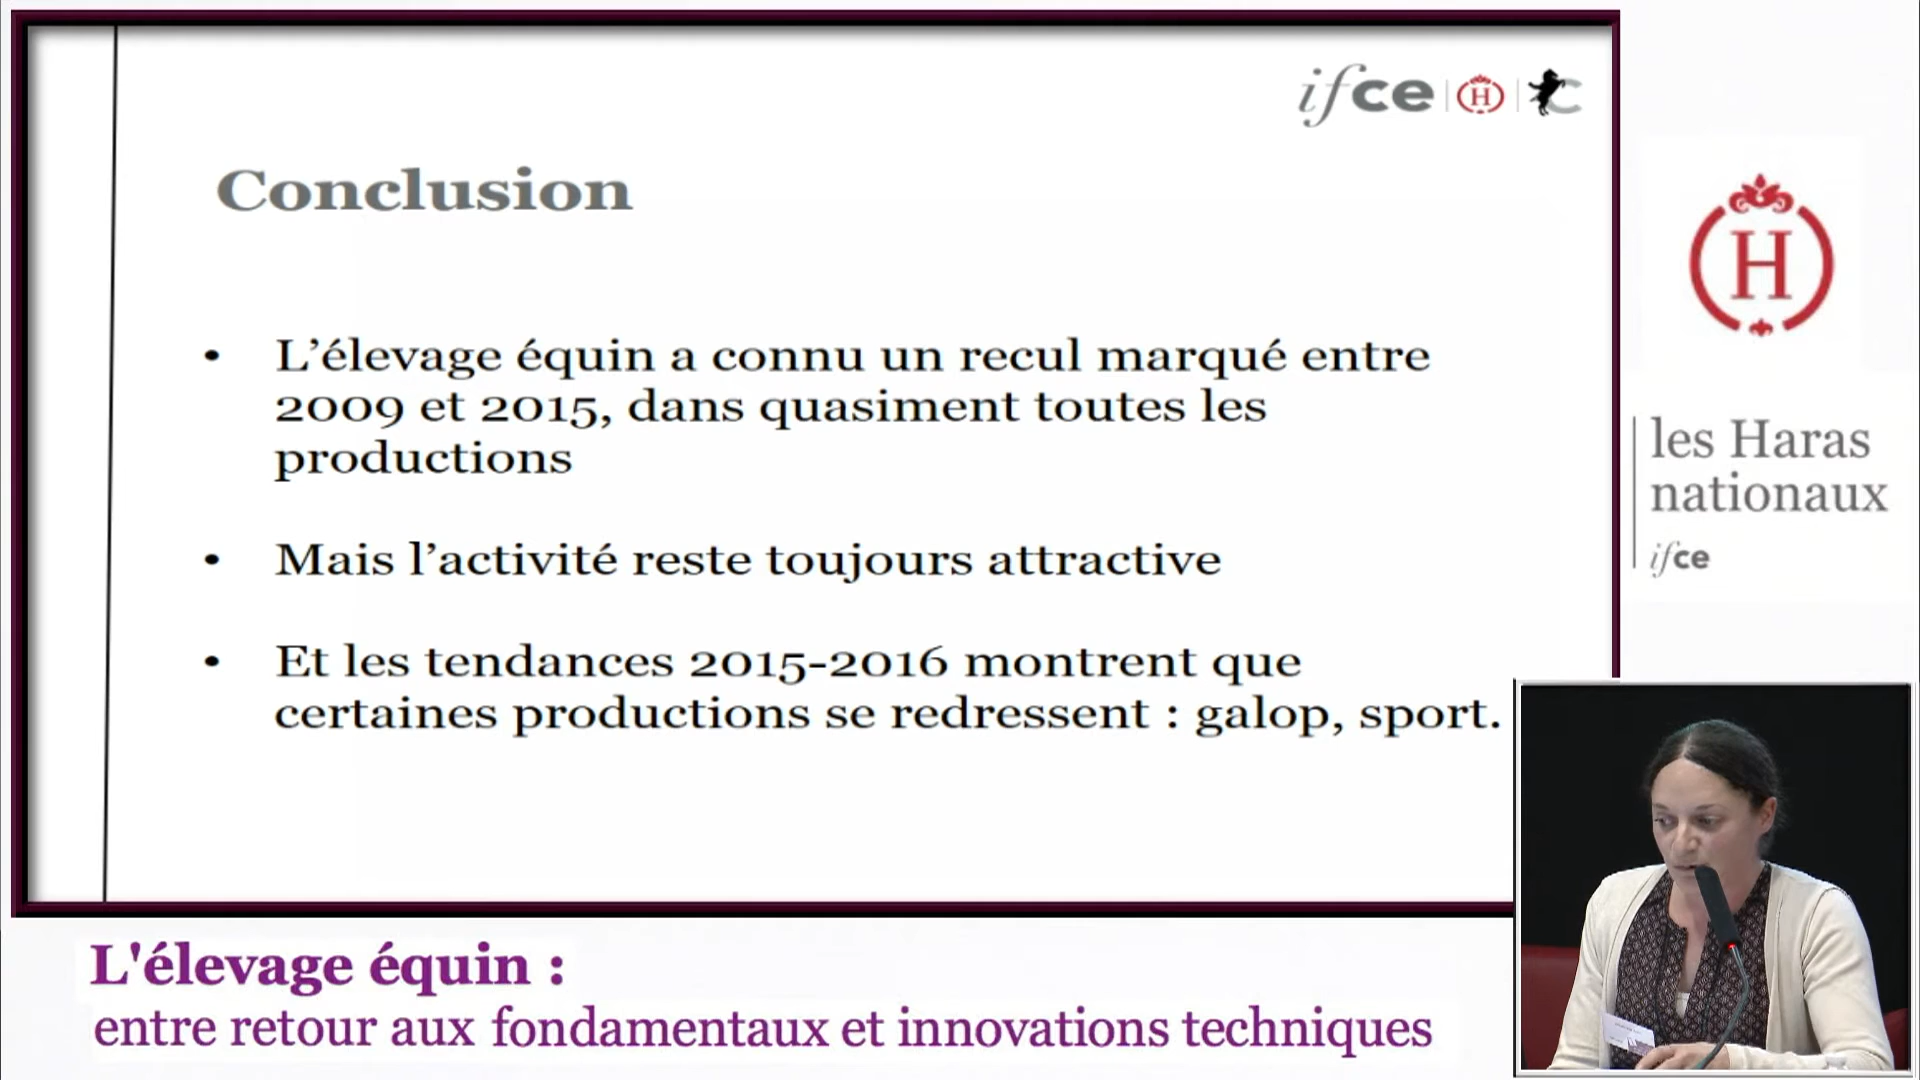 ifce H C
Conclusion
• L’élevage équin a connu un recul marqué entre
2009 et 2015, dans quasiment toutes les
productions
• Mais l’activité reste toujours attractive
• Et les tendances 2015-2016 montrent que
certaines productions se redressent : galop, sport.
H
les Haras
nationaux
ifce
L'élevage équin :
entre retour aux fondamentaux et innovations techniques